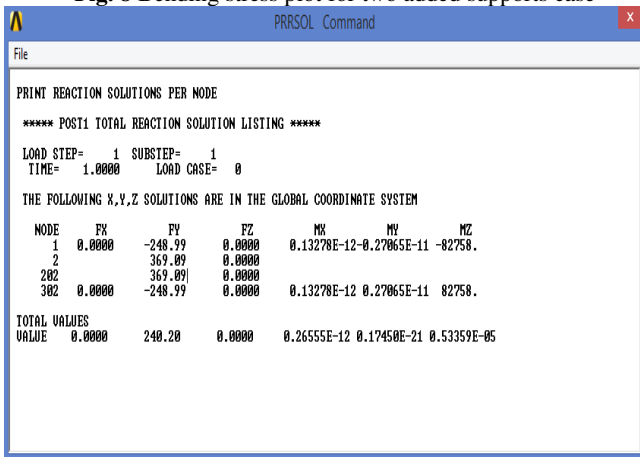 Fig. 8 Bending stress plot for two added supports case
PRRSOL Command
File
PRINT REACTION SOLUTIONS PER NODE
***** POST1 TOTAL REACTION SOLUTION LISTING *****
LOAD STEP= 1 SUBSTEP= 1
TIME= 1.0000 LOAD CASE= 0
THE FOLLOWING X,Y,Z SOLUTIONS ARE IN THE GLOBAL COORDINATE SYSTEM
NODE FX FY FZ MX MY MZ
1 0.0000 -248.99 0.0000 0.13278E-12-0.27065E-11 -82758.
2 369.09 0.0000
202 369.09 0.0000
302 0.0000 -248.99 0.0000 0.13278E-12 0.27065E-11 82758.
TOTAL VALUES
VALUE 0.0000 240.20 0.0000 0.26555E-12 0.17450E-21 0.53359E-05